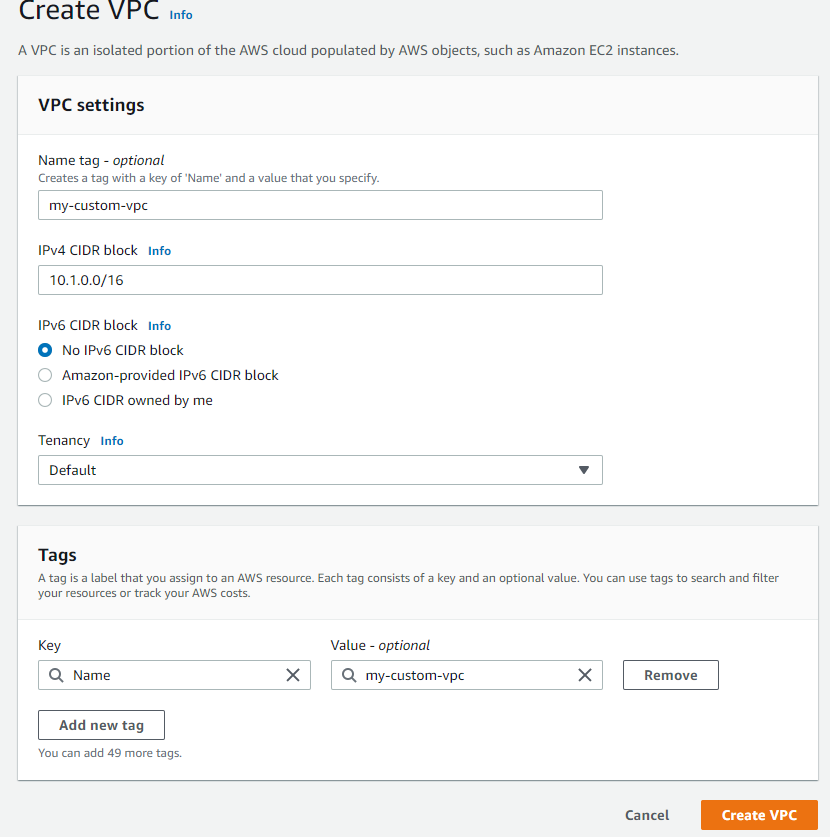 Create VPC Info
A VPC is an isolated portion of the AWS cloud populated by AWS objects, such as Amazon EC2 instances.
VPC settings
Name tag - optional
Creates a tag with a key of 'Name' and a value that you specify.
my-custom-vpc
IPv4 CIDR block Info
10.1.0.0/16
IPv6 CIDR block Info
No IPv6 CIDR block
Amazon-provided IPv6 CIDR block
IPv6 CIDR owned by me
Tenancy Info
Default
Tags
A tag is a label that you assign to an AWS resource. Each tag consists of a key and an optional value. You can use tags to search and filter
your resources or track your AWS costs.
Key Value - optional
Name my-custom-vpc Remove
Add new tag
You can add 49 more tags.
Cancel Create VPC